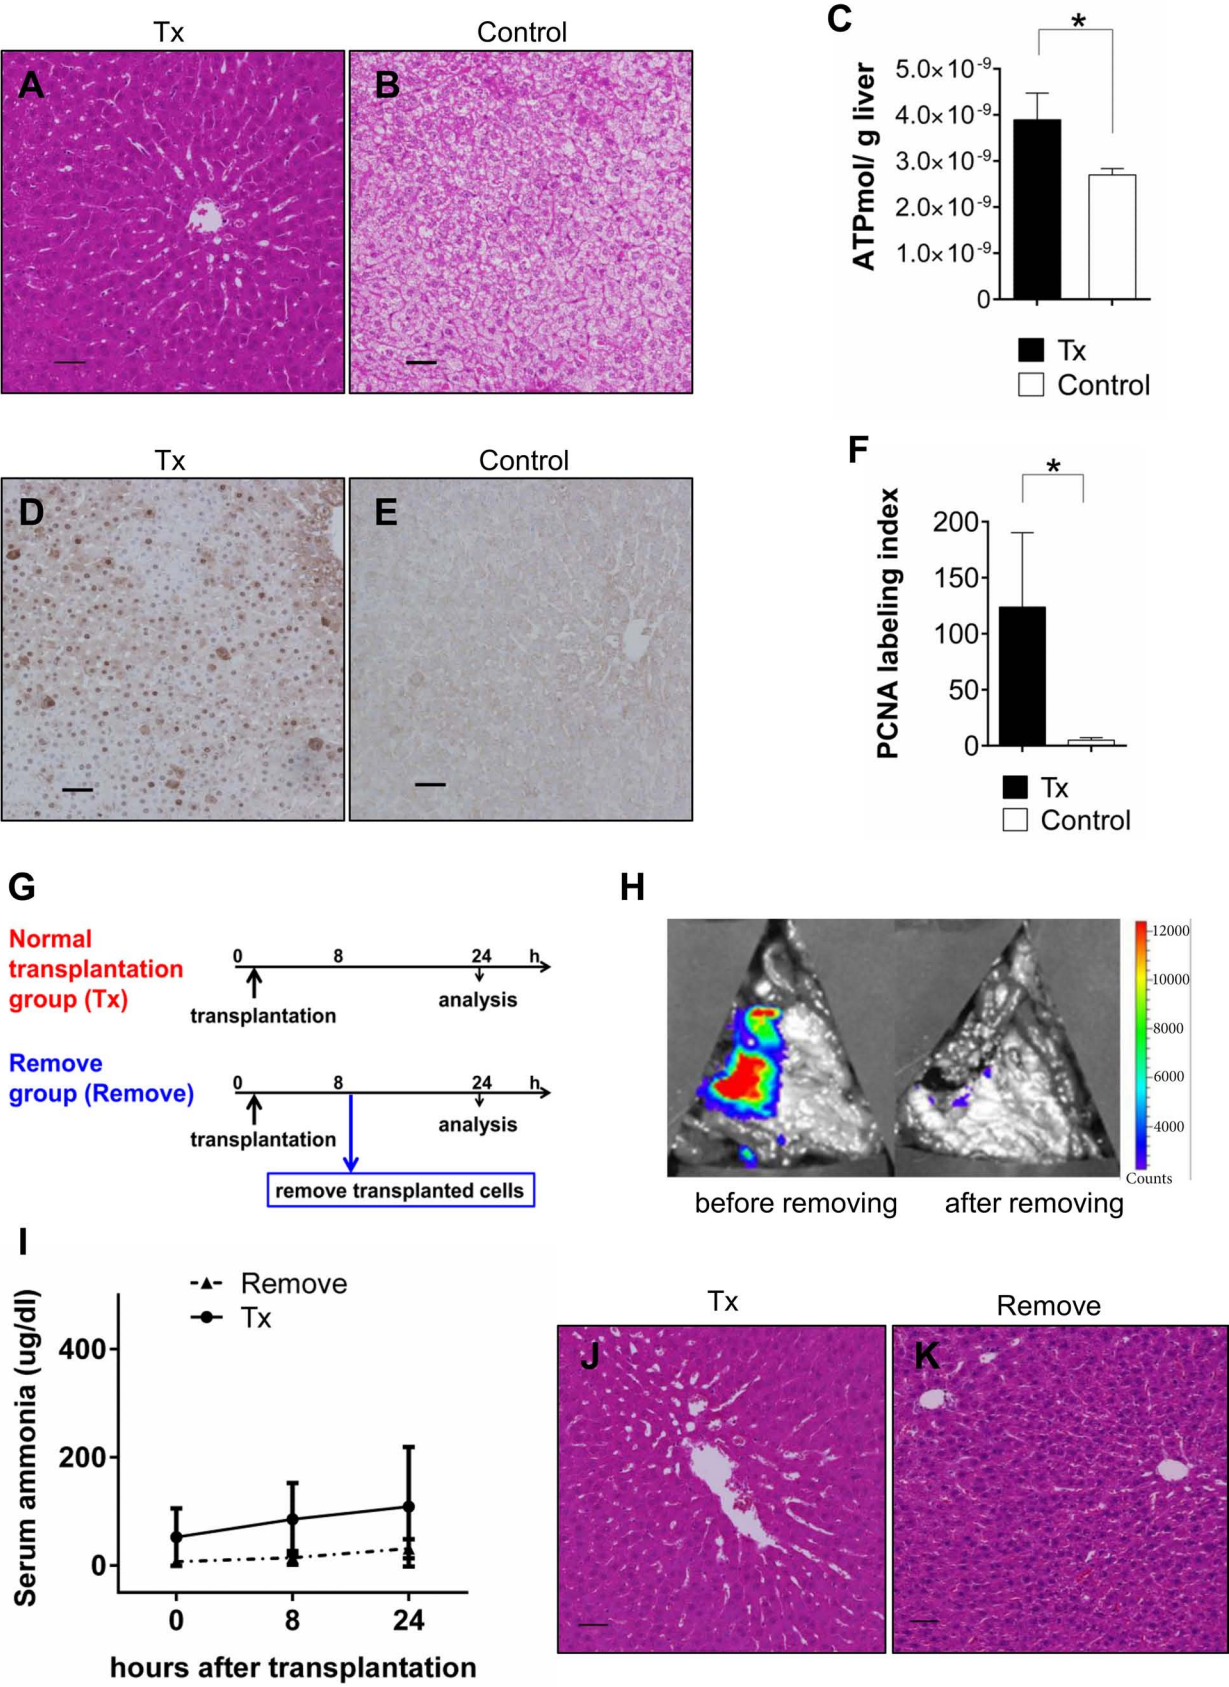 Tx
Control
A
B
C
*
ATPmol/ g liver
5.0×10-9
4.0×10-9
3.0×10-9
2.0×10-9
1.0×10-9
0
Tx
Control
Tx
Control
D
E
F
*
PCNA labeling index
200
150
100
50
0
Tx
Control
G
Normal
transplantation
group (Tx)
0 8 24 h
transplantation
analysis
Remove
group (Remove)
0 8 24 h
transplantation
analysis
remove transplanted cells
H
12000
10000
8000
6000
4000
Counts
before removing
after removing
I
Remove
Tx
Serum ammonia (ug/dl)
400
200
0
0 8 24
hours after transplantation
Tx
Remove
J
K